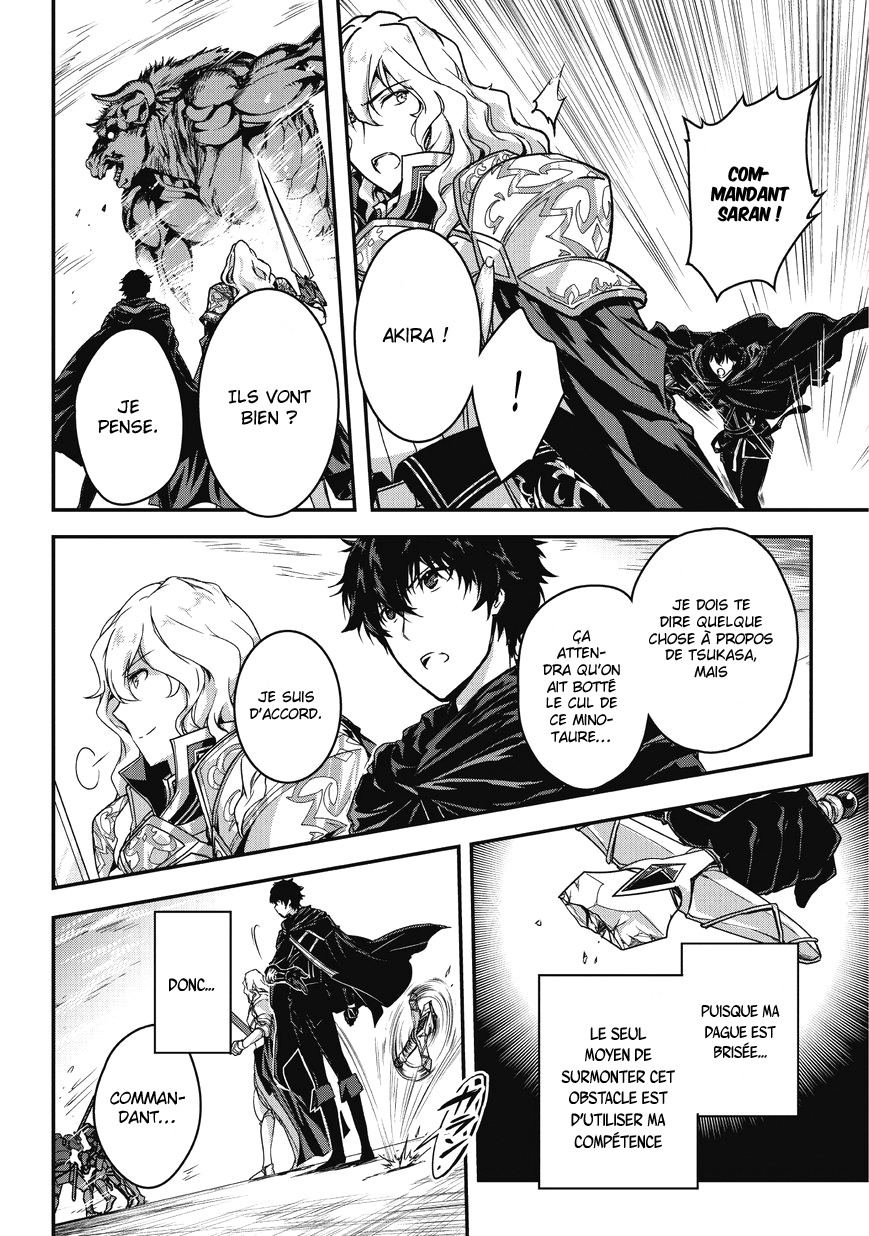 COM-
MANDANT
SARAN !
!
AKIRA !
ILS VONT
BIEN ?
JE
PENSE.
JE DOIS TE
DIRE QUELQUE
CHOSE À PROPOS
DE TSUKASA,
MAIS
ÇA
ATTEN-
DRA QU'ON
AIT BOTTÉ
LE CUL DE
CE MINO-
TAURE...
JE SUIS
D'ACCORD.
PUISQUE MA
DAGUE EST
BRISÉE...
LE SEUL
MOYEN DE
SURMONTER CET
OBSTACLE EST
D'UTILISER MA
COMPÉTENCE
DONC...
COMMAN-
DANT...